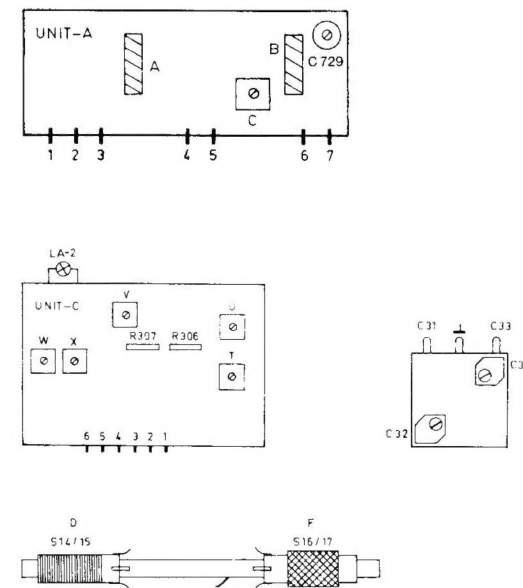 UNIT-A
A
B
C 729
C
1 2 3 4 5 6 7
LA-2
UNIT-C
V
U
W X
R307 R306
T
6 5 4 3 2 1
C31 C33
C32
D F
S14/15 S16/17